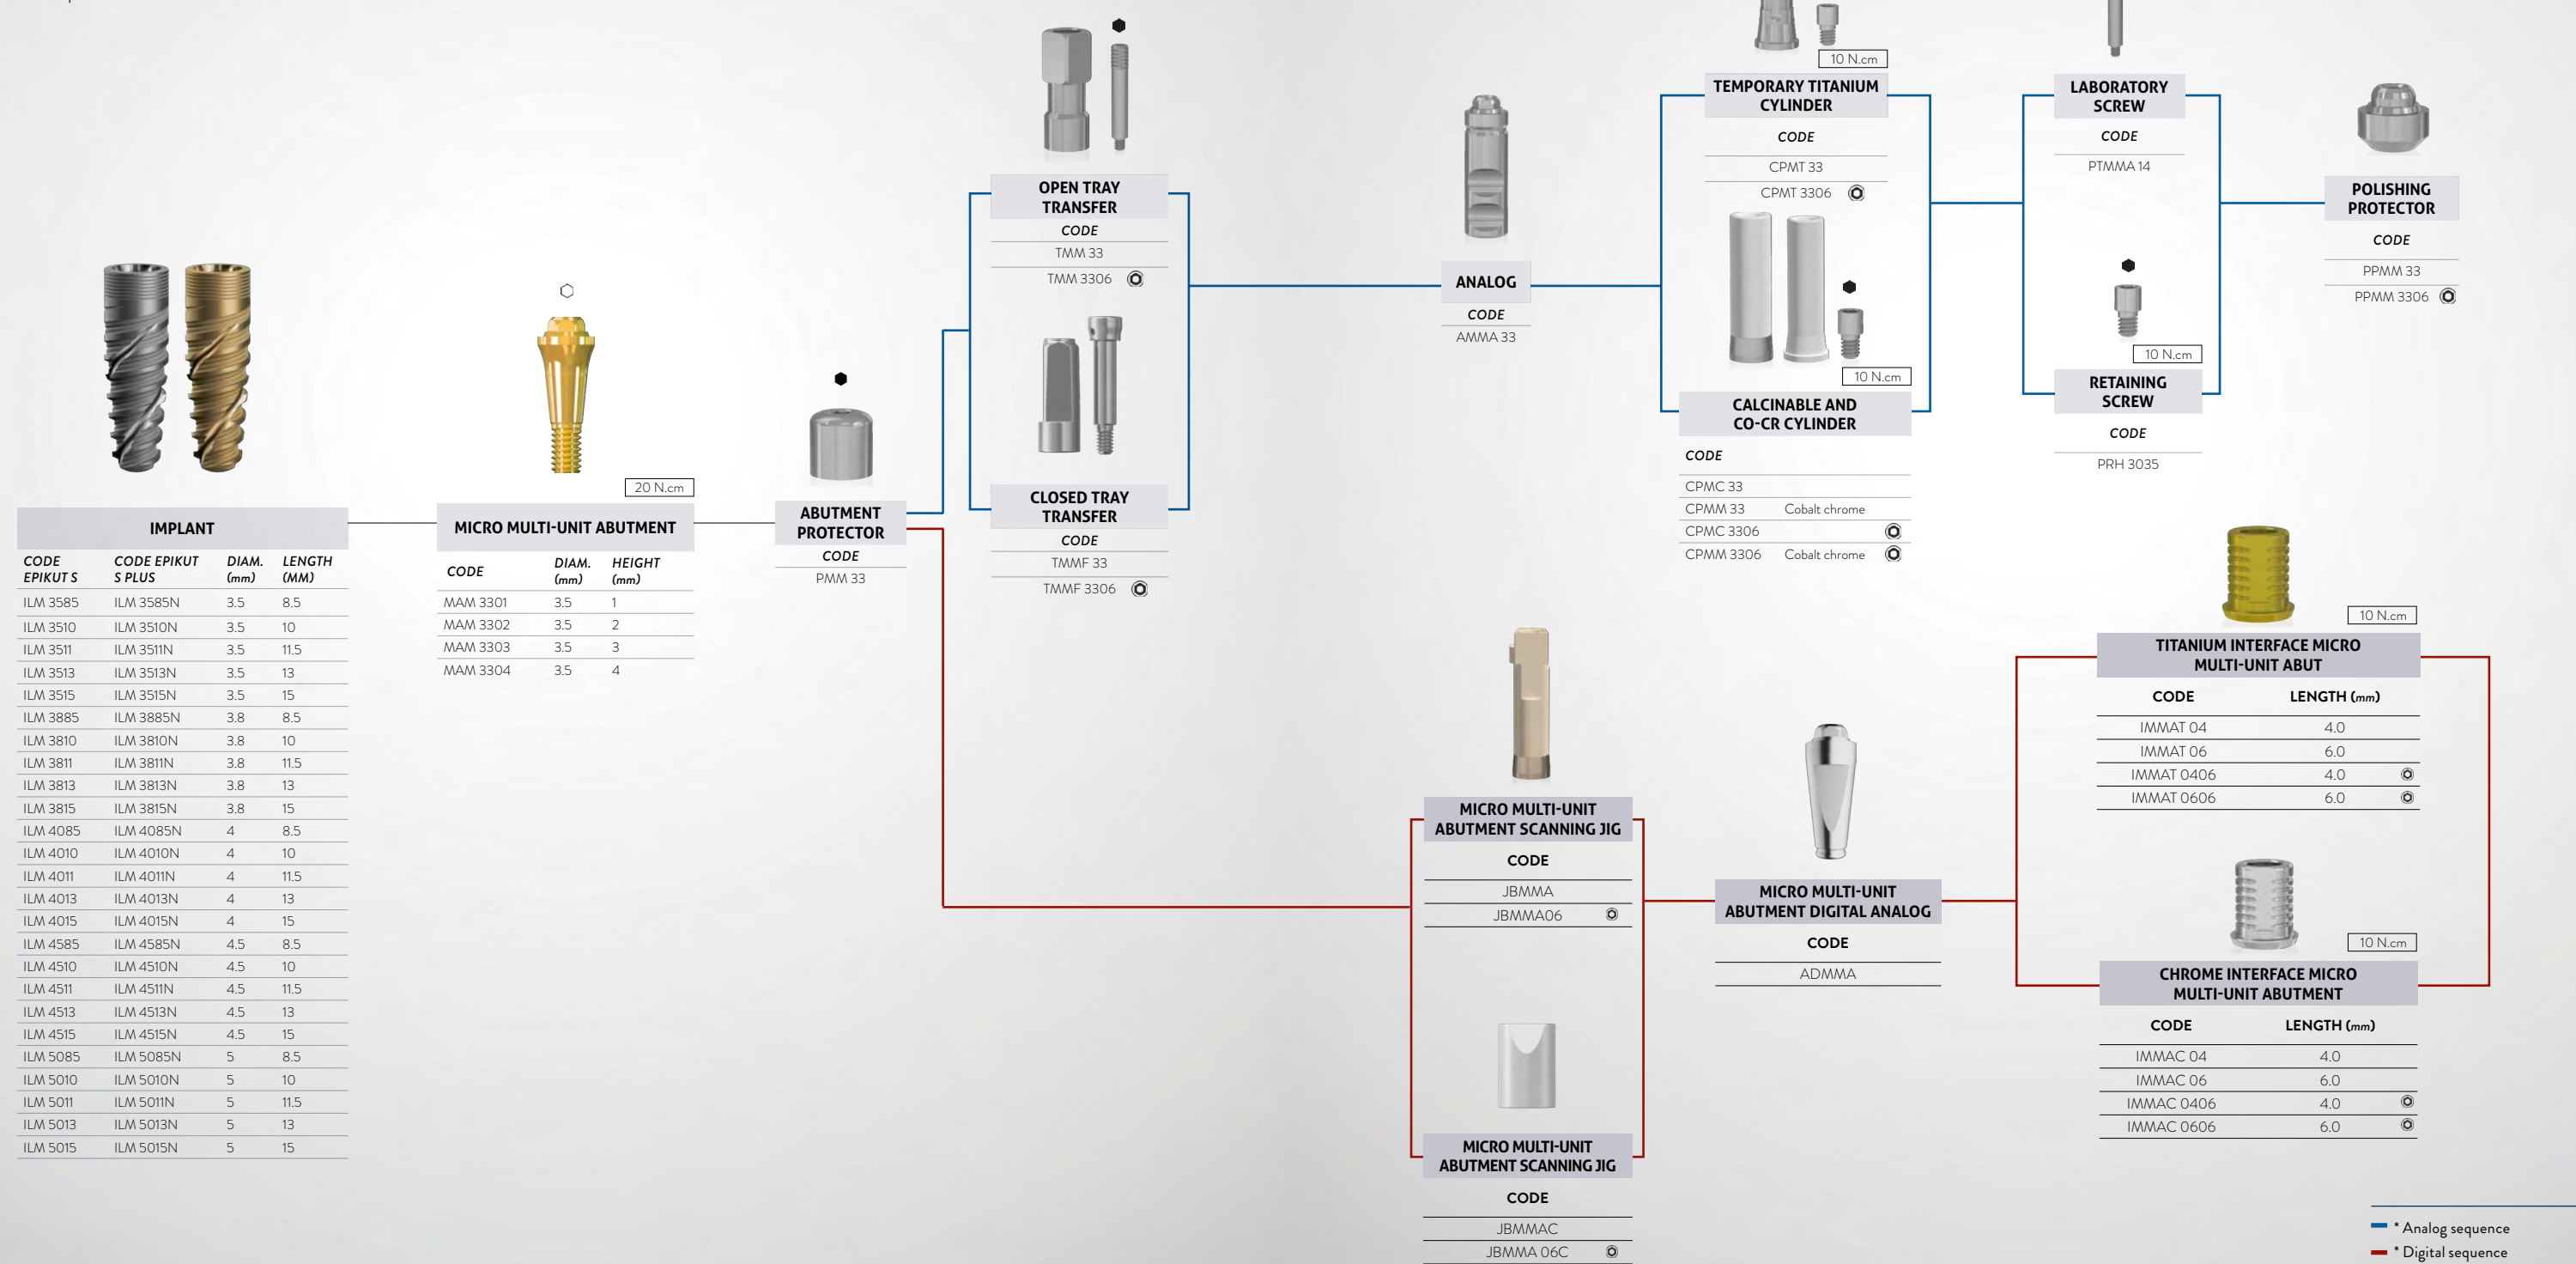 IMPLANT
CODE EPIKUT S	CODE EPIKUT S PLUS	DIAM. (mm)	LENGTH (MM)
ILM 3585	ILM 3585N	3.5	8.5
ILM 3510	ILM 3510N	3.5	10
ILM 3511	ILM 3511N	3.5	11.5
ILM 3513	ILM 3513N	3.5	13
ILM 3515	ILM 3515N	3.5	15
ILM 3885	ILM 3885N	3.8	8.5
ILM 3810	ILM 3810N	3.8	10
ILM 3811	ILM 3811N	3.8	11.5
ILM 3813	ILM 3813N	3.8	13
ILM 3815	ILM 3815N	3.8	15
ILM 4085	ILM 4085N	4	8.5
ILM 4010	ILM 4010N	4	10
ILM 4011	ILM 4011N	4	11.5
ILM 4013	ILM 4013N	4	13
ILM 4015	ILM 4015N	4	15
ILM 4585	ILM 4585N	4.5	8.5
ILM 4510	ILM 4510N	4.5	10
ILM 4511	ILM 4511N	4.5	11.5
ILM 4513	ILM 4513N	4.5	13
ILM 4515	ILM 4515N	4.5	15
ILM 5085	ILM 5085N	5	8.5
ILM 5010	ILM 5010N	5	10
ILM 5011	ILM 5011N	5	11.5
ILM 5013	ILM 5013N	5	13
ILM 5015	ILM 5015N	5	15
20 N.cm
MICRO MULTI-UNIT ABUTMENT
CODE	DIAM. (mm)	HEIGHT (mm)
MAM 3301	3.5	1
MAM 3302	3.5	2
MAM 3303	3.5	3
MAM 3304	3.5	4
ABUTMENT
PROTECTOR
CODE
PMM 33
OPEN TRAY
TRANSFER
CODE
TMM 33
TMM 3306
CLOSED TRAY
TRANSFER
CODE
TMMF 33
TMMF 3306
ANALOG
CODE
AMMA 33
10 N.cm
TEMPORARY TITANIUM
CYLINDER
CODE
CPMT 33
CPMT 3306
10 N.cm
CALCINABLE AND
CO-CR CYLINDER
CODE
CPMC 33
CPMM 33	Cobalt chrome
CPMC 3306
CPMM 3306	Cobalt chrome
LABORATORY
SCREW
CODE
PTMMA 14
10 N.cm
RETAINING
SCREW
CODE
PRH 3035
POLISHING
PROTECTOR
CODE
PPMM 33
PPMM 3306
MICRO MULTI-UNIT
ABUTMENT SCANNING JIG
CODE
JBMMA
JBMMA06
MICRO MULTI-UNIT
ABUTMENT SCANNING JIG
CODE
JBMMAC
JBMMA 06C
MICRO MULTI-UNIT
ABUTMENT DIGITAL ANALOG
CODE
ADMMA
10 N.cm
TITANIUM INTERFACE MICRO
MULTI-UNIT ABUT
CODE	LENGTH (mm)
IMMAT 04	4.0
IMMAT 06	6.0
IMMAT 0406	4.0
IMMAT 0606	6.0
10 N.cm
CHROME INTERFACE MICRO
MULTI-UNIT ABUTMENT
CODE	LENGTH (mm)
IMMAC 04	4.0
IMMAC 06	6.0
IMMAC 0406	4.0
IMMAC 0606	6.0
* Analog sequence
* Digital sequence